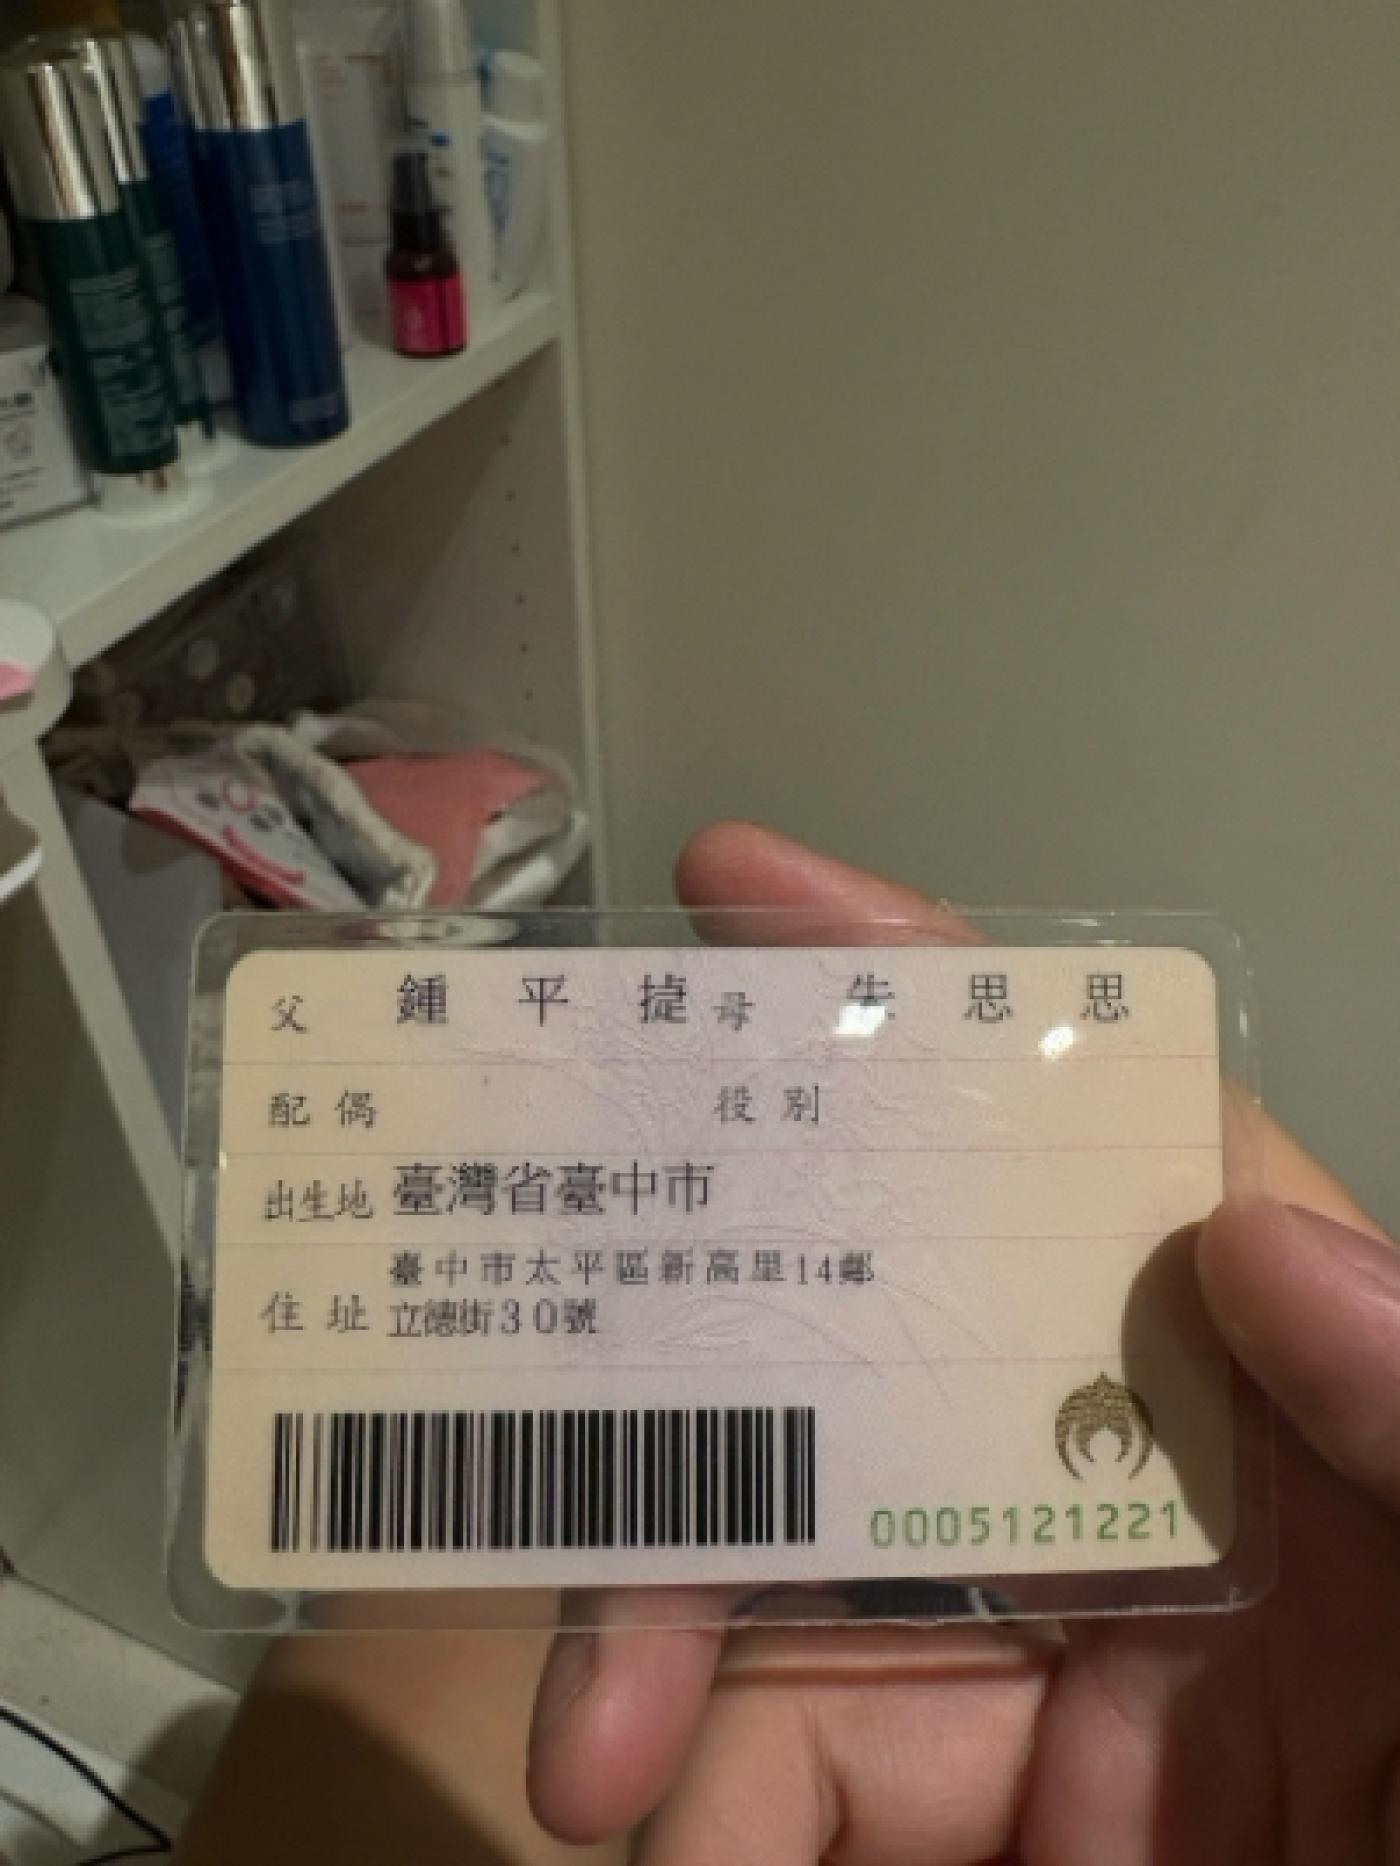 父 鍾平捷 母 朱思思
配偶 役別
出生地 臺灣省臺中市
住址 臺中市太平區新高里14鄰
立德街30號
0005121221